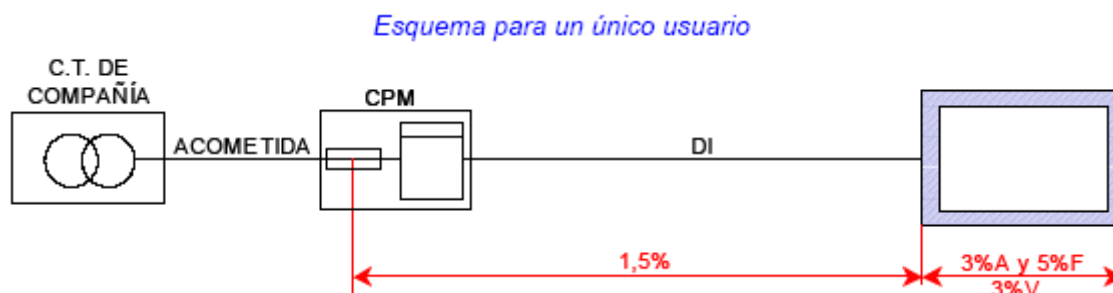 Esquema para un único usuario
C.T. DE
COMPAÑÍA
CPM
ACOMETIDA
DI
1,5%
3%A y 5%F
3%V